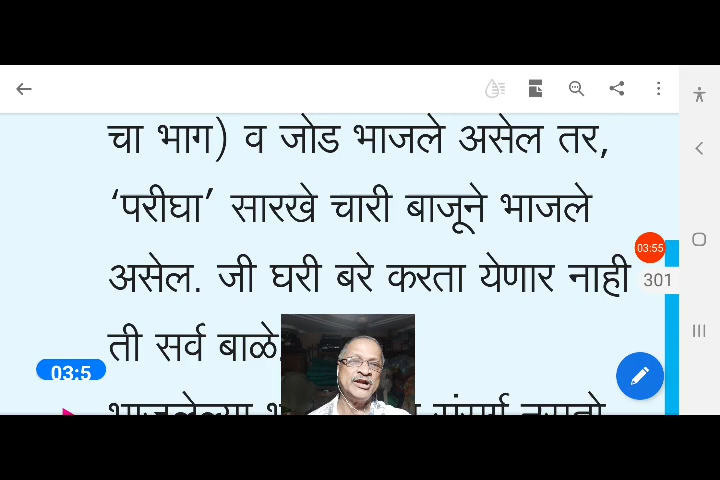 चा भाग) व जोड भाजले असेल तर,
'परीघा' सारखे चारी बाजूने भाजले
03:55
असेल. जी घरी बरे करता येणार नाही
301
ती सर्व बाळे
03:5